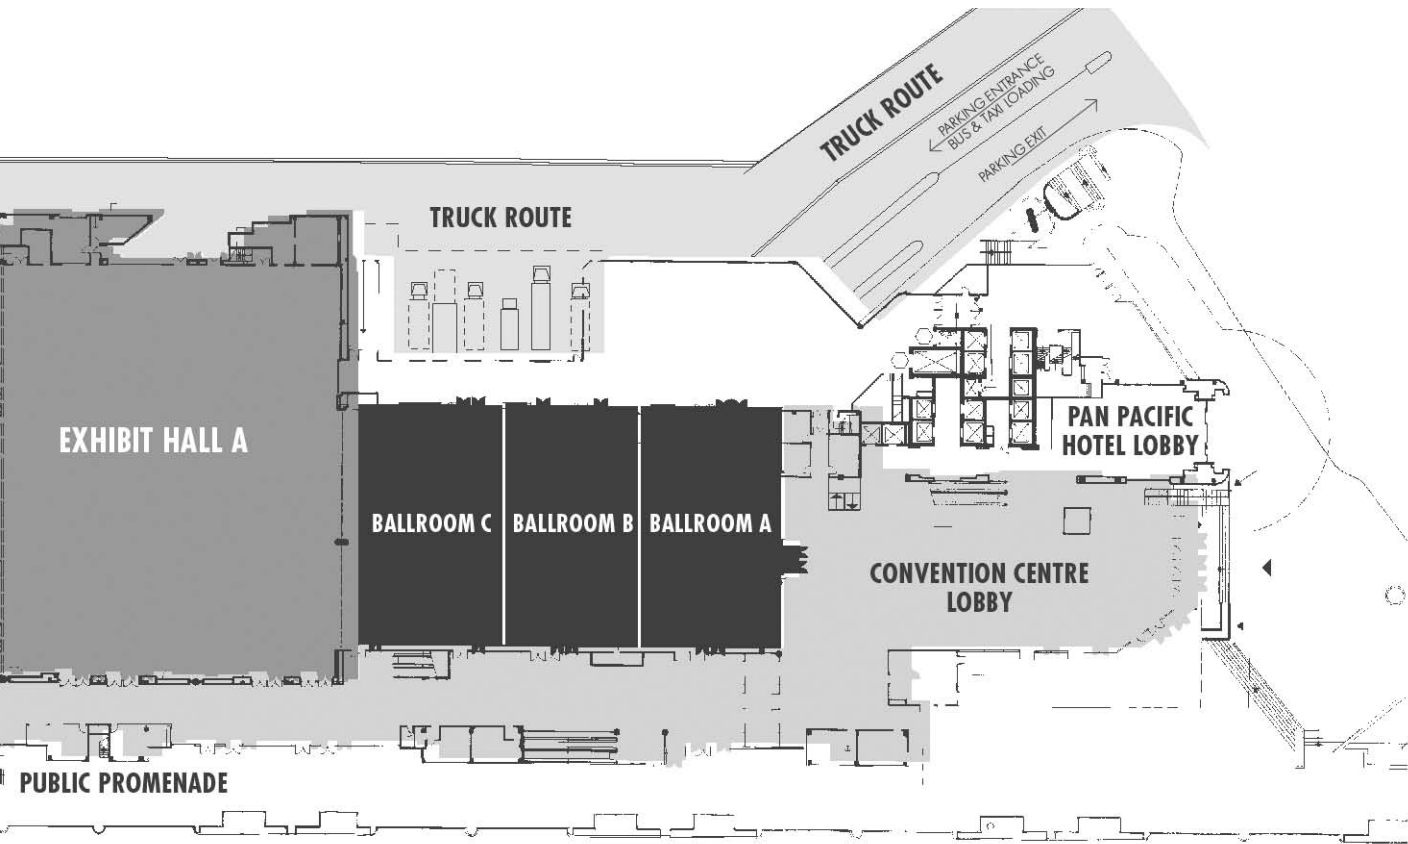 TRUCK ROUTE
PARKING ENTRANCE
BUS & TAXI LOADING
PARKING EXIT
TRUCK ROUTE
EXHIBIT HALL A
PAN PACIFIC
HOTEL LOBBY
BALLROOM C
BALLROOM B
BALLROOM A
CONVENTION CENTRE
LOBBY
PUBLIC PROMENADE